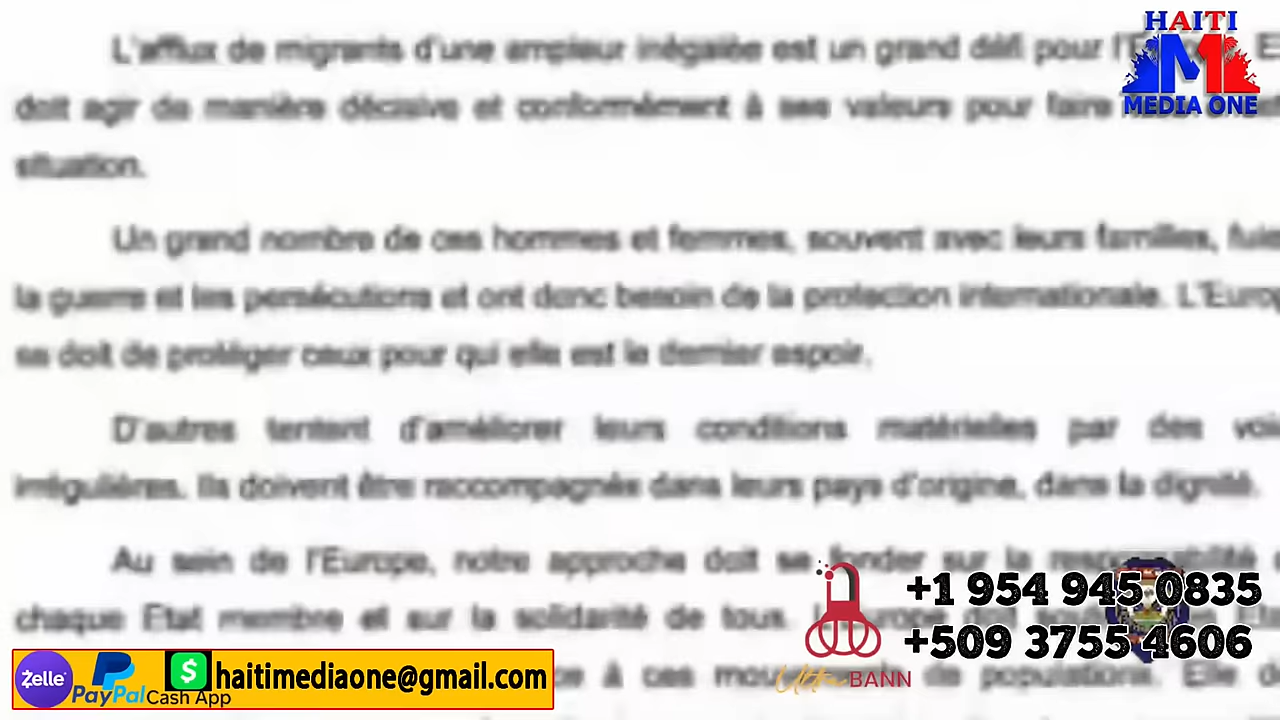 HAITI
MEDIA ONE
L'afflux de migrants d'une ampleur inégalée est un grand défi pour
doit agir de manière décisive et conformément à ses valeurs pour faire
situation.
Un grand nombre de ces hommes et femmes, souvent avec leurs familles,
la guerre et les persécutions et ont donc besoin de la protection internationale.
se doit de protéger ceux pour qui elle est le dernier espoir.
D'autres tentent d'améliorer leurs conditions matérielles par des
irrégulières. Ils doivent être raccompagnés dans leurs pays d'origine, dans la dignité.
Au sein de l'Europe, notre approche doit se fonder sur la
chaque Etat membre et sur la solidarité de tous.
à ces de populations. Elle
+1 954 945 0835
+509 3755 4606
Zelle
PayPal
Cash App
haitimediaone@gmail.com
Ultra BANN